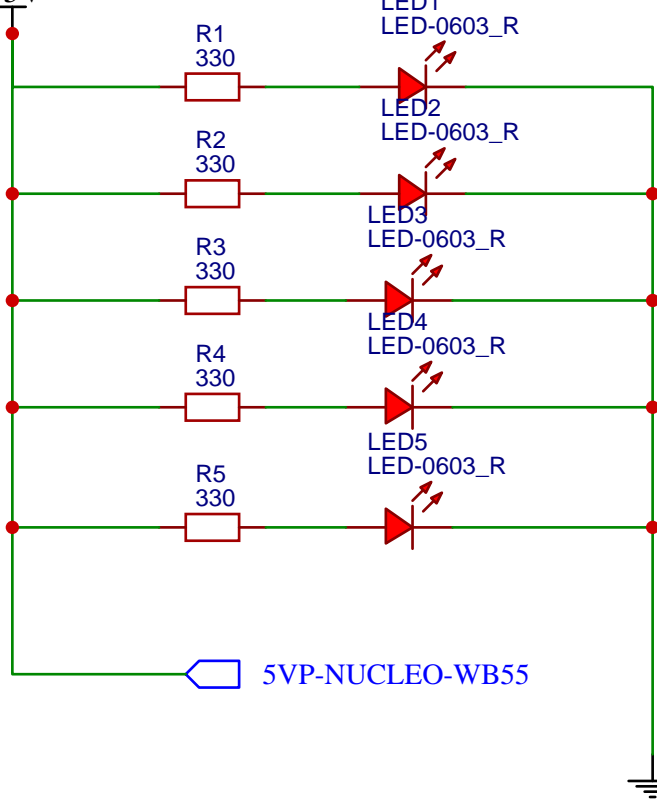 LED1
LED-0603_R
R1
330
LED2
LED-0603_R
R2
330
LED3
LED-0603_R
R3
330
LED4
LED-0603_R
R4
330
LED5
LED-0603_R
R5
330
5VP-NUCLEO-WB55